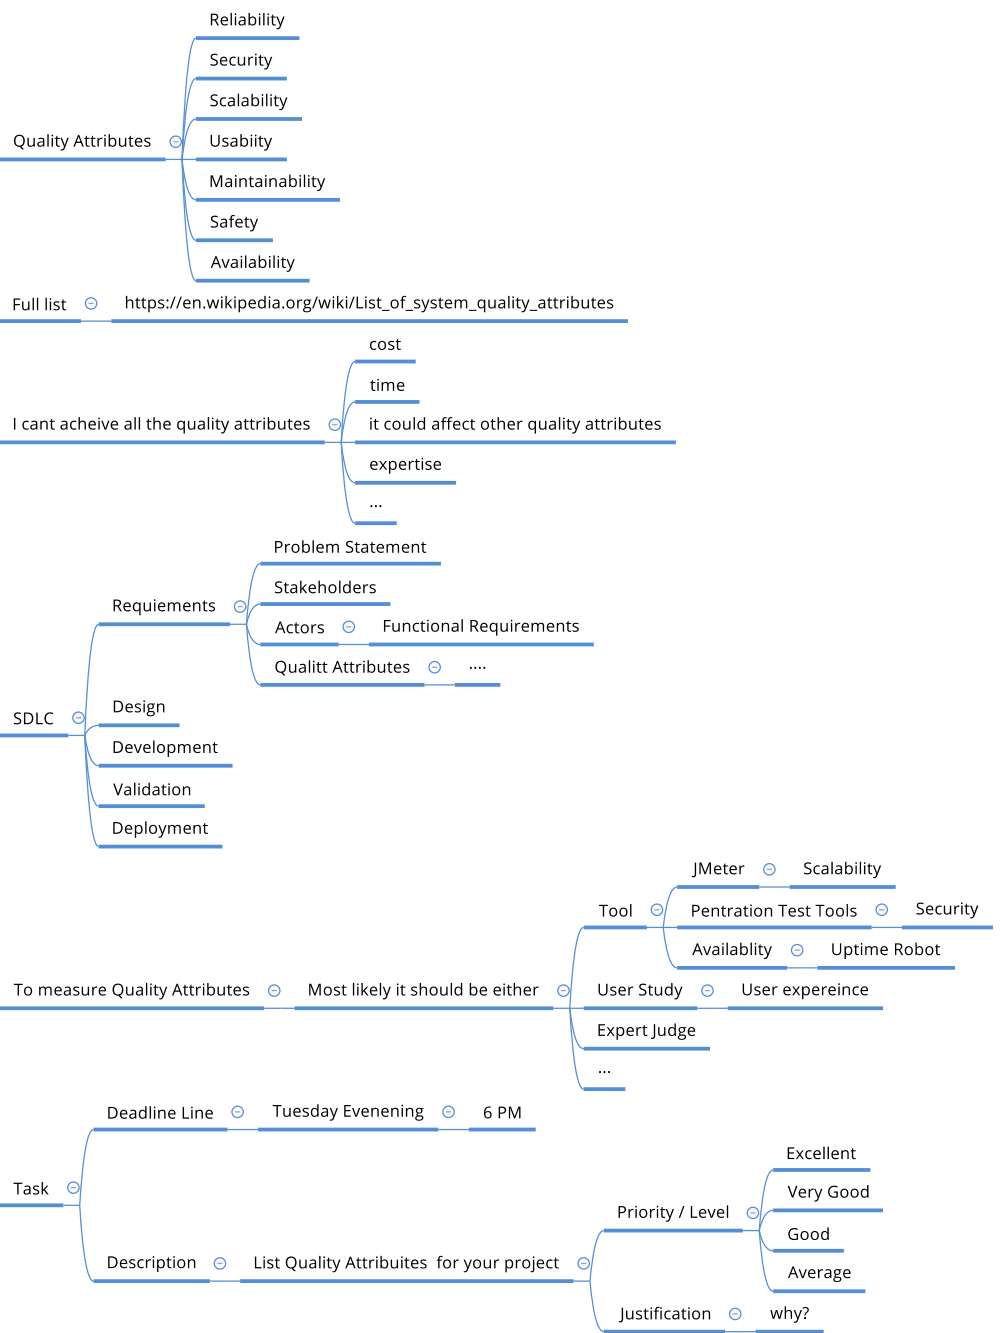 Reliability
Security
Scalability
Quality Attributes
Usabiity
Maintainability
Safety
Availability
Full list
https://en.wikipedia.org/wiki/List_of_system_quality_attributes
cost
time
I cant acheive all the quality attributes
it could affect other quality attributes
expertise
...
Problem Statement
Stakeholders
Requiements
Actors
Functional Requirements
Qualitt Attributes
....
SDLC
Design
Development
Validation
Deployment
JMeter
Scalability
Tool
Pentration Test Tools
Security
Availablity
Uptime Robot
To measure Quality Attributes
Most likely it should be either
User Study
User expereince
Expert Judge
...
Deadline Line
Tuesday Evenening
6 PM
Task
Excellent
Priority / Level
Very Good
Good
Average
Description
List Quality Attribuites  for your project
Justification
why?